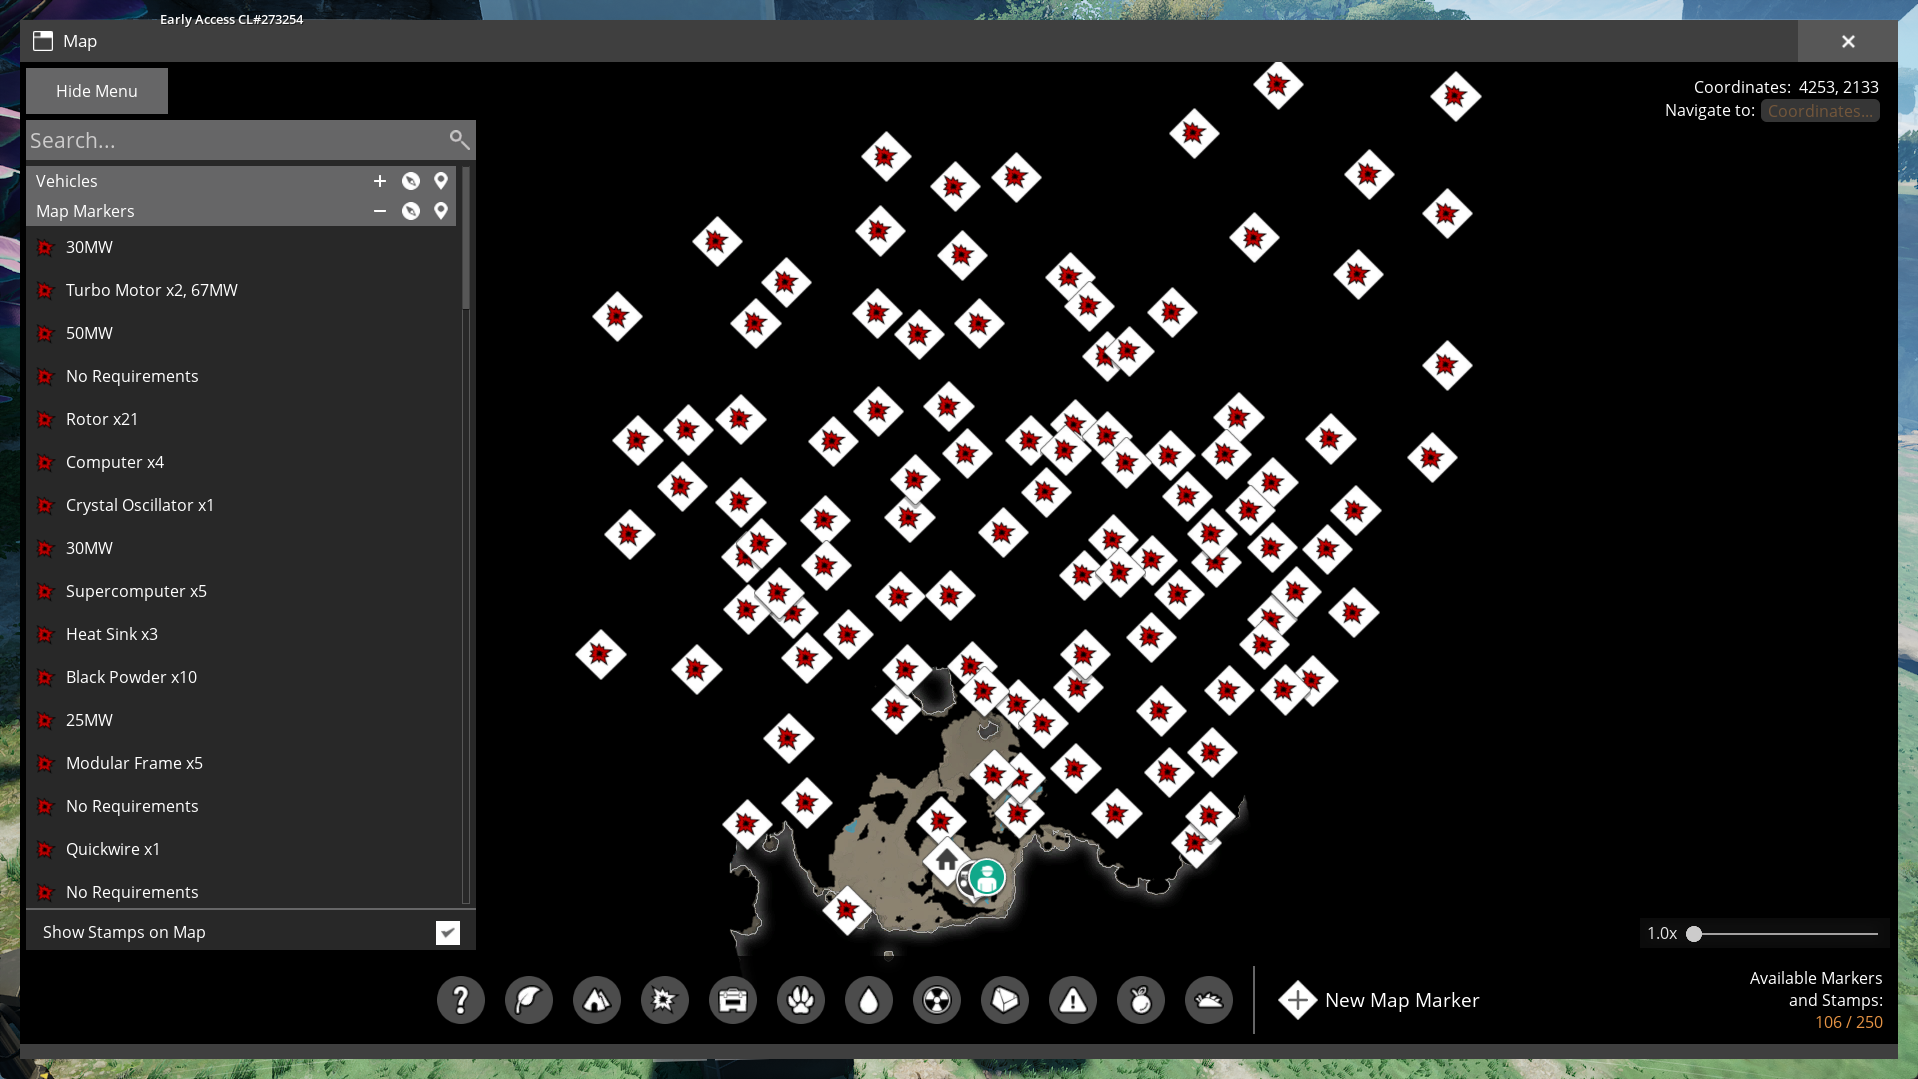 Early Access CL#273254
Map
Hide Menu
Coordinates: 4253, 2133
Navigate to: Coordinates...
Search...
Vehicles
Map Markers
30MW
Turbo Motor x2, 67MW
50MW
No Requirements
Rotor x21
Computer x4
Crystal Oscillator x1
30MW
Supercomputer x5
Heat Sink x3
Black Powder x10
25MW
Modular Frame x5
No Requirements
Quickwire x1
No Requirements
Show Stamps on Map
1.0x
New Map Marker
Available Markers
and Stamps:
106 / 250